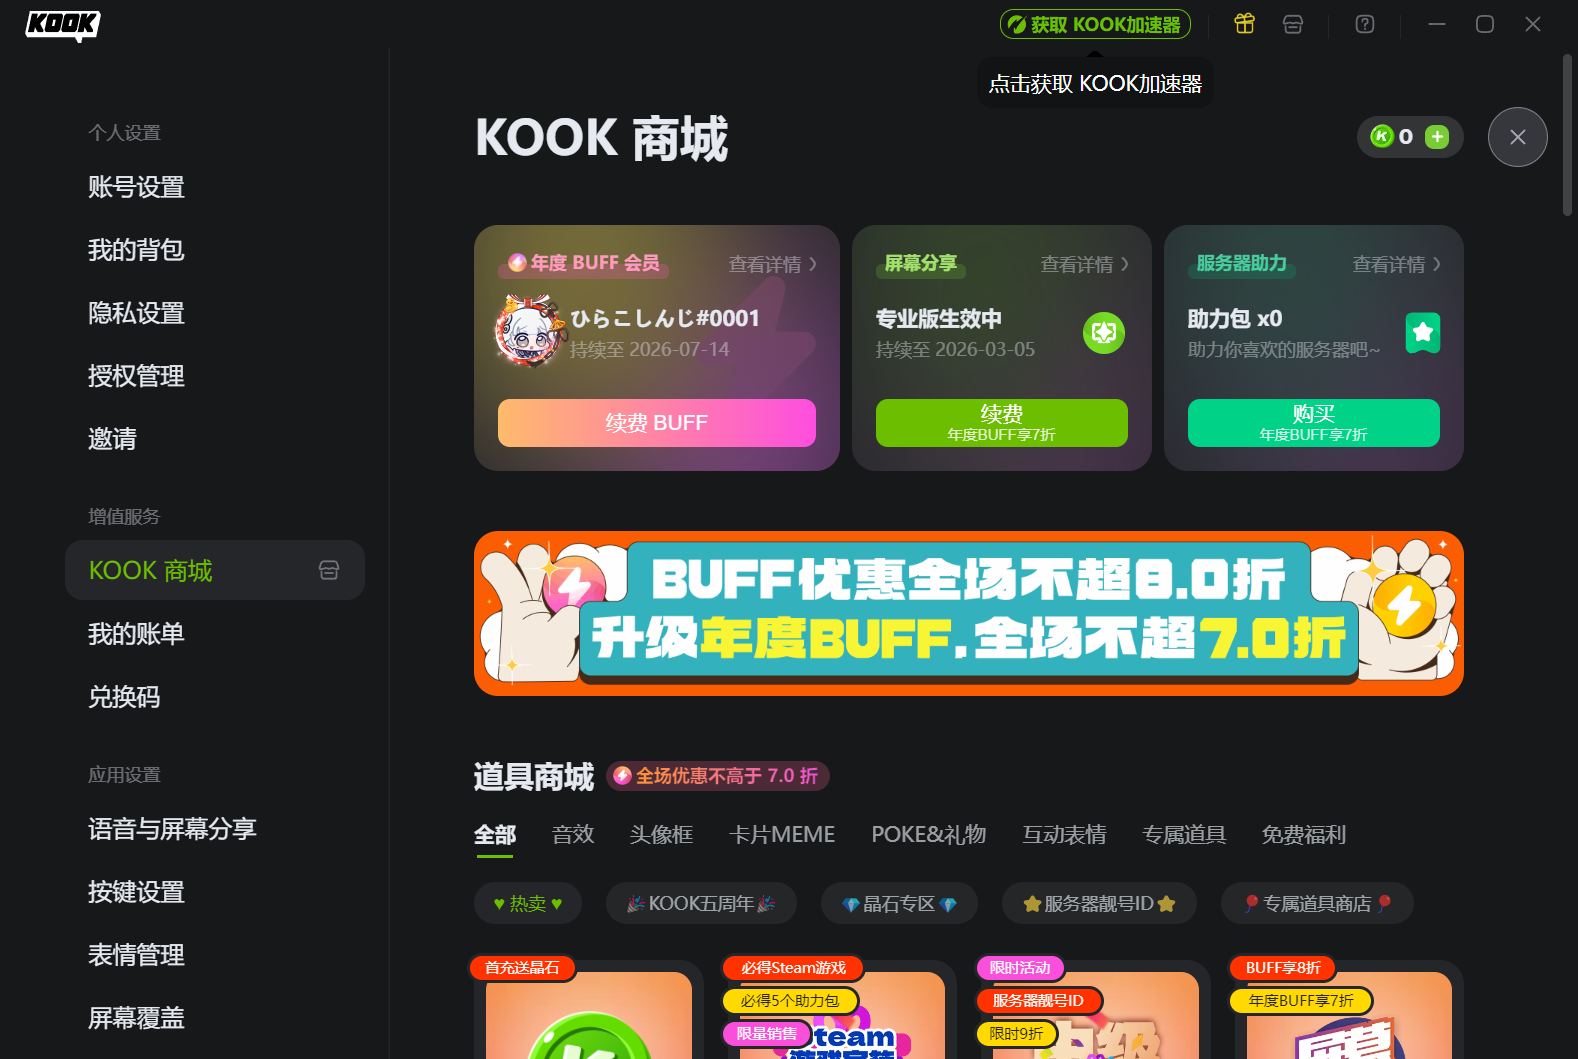 KOOK
获取 KOOK加速器
点击获取 KOOK加速器
KOOK 商城
0
个人设置
账号设置
我的背包
隐私设置
授权管理
邀请
增值服务
KOOK 商城
我的账单
兑换码
应用设置
语音与屏幕分享
按键设置
表情管理
屏幕覆盖
年度 BUFF 会员
查看详情
ひらこしんじ#0001
持续至 2026-07-14
续费 BUFF
屏幕分享
查看详情
专业版生效中
持续至 2026-03-05
续费
年度BUFF享7折
服务器助力
查看详情
助力包 x0
助力你喜欢的服务器吧~
购买
年度BUFF享7折
BUFF优惠全场不超8.0折
升级年度BUFF,全场不超7.0折
道具商城
全场优惠不高于 7.0 折
全部 音效 头像框 卡片MEME POKE&礼物 互动表情 专属道具 免费福利
♥ 热卖 ♥
🎉KOOK五周年🎉
💎晶石专区💎
⭐服务器靓号ID⭐
🎈专属道具商店🎈
首充送晶石
必得Steam游戏
必得5个助力包
限量销售
team
限时活动
服务器靓号ID
限时9折
BUFF享8折
年度BUFF享7折